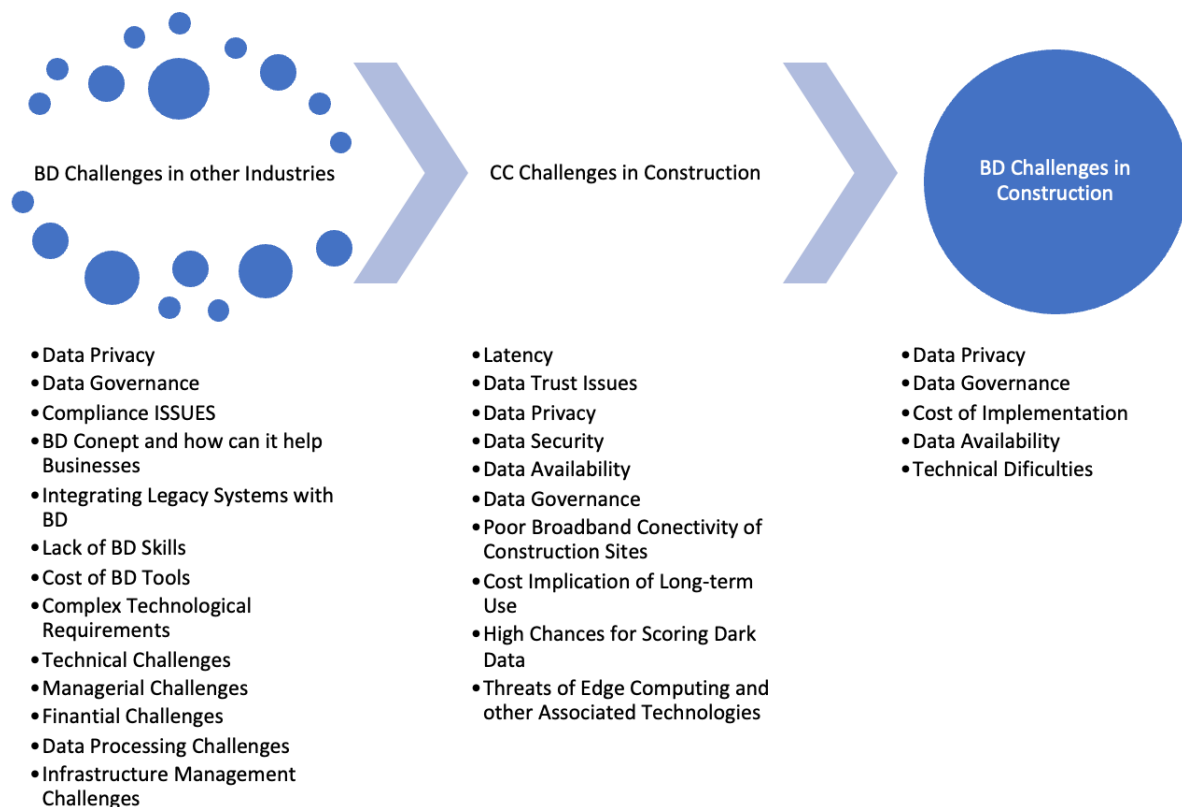 BD Challenges in other Industries
CC Challenges in Construction
BD Challenges in
Construction
•Data Privacy
•Data Governance
•Compliance ISSUES
•BD Conept and how can it help
Businesses
•Integrating Legacy Systems with
BD
•Lack of BD Skills
•Cost of BD Tools
•Complex Technological
Requirements
•Technical Challenges
•Managerial Challenges
•Finantial Challenges
•Data Processing Challenges
•Infrastructure Management
Challenges
•Latency
•Data Trust Issues
•Data Privacy
•Data Security
•Data Availability
•Data Governance
•Poor Broadband Conectivity of
Construction Sites
•Cost Implication of Long-term
Use
•High Chances for Scoring Dark
Data
•Threats of Edge Computing and
other Associated Technologies
•Data Privacy
•Data Governance
•Cost of Implementation
•Data Availability
•Technical Dificulties